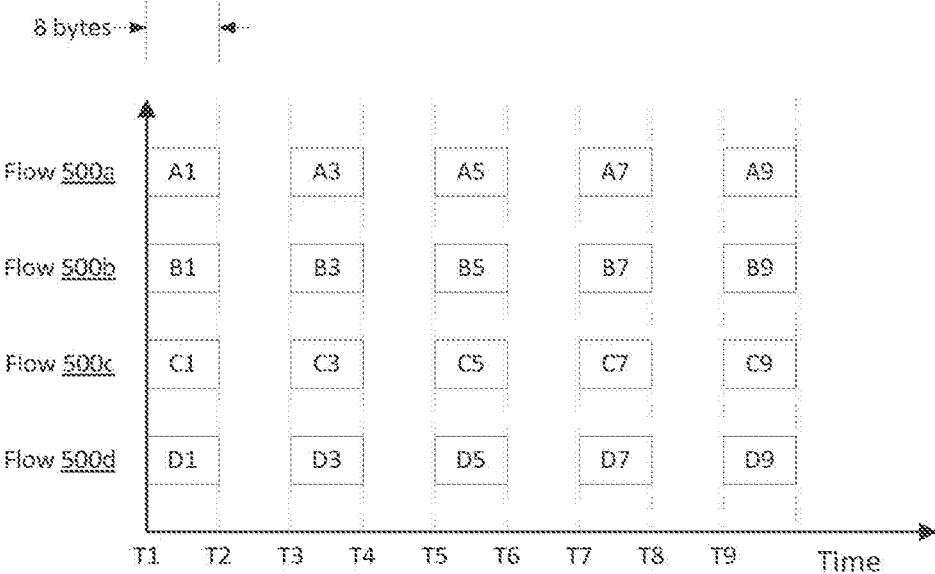 8 bytes
Flow 500a A1 A3 A5 A7 A9
Flow 500b B1 B3 B5 B7 B9
Flow 500c C1 C3 C5 C7 C9
Flow 500d D1 D3 D5 D7 D9
T1 T2 T3 T4 T5 T6 T7 T8 T9 Time